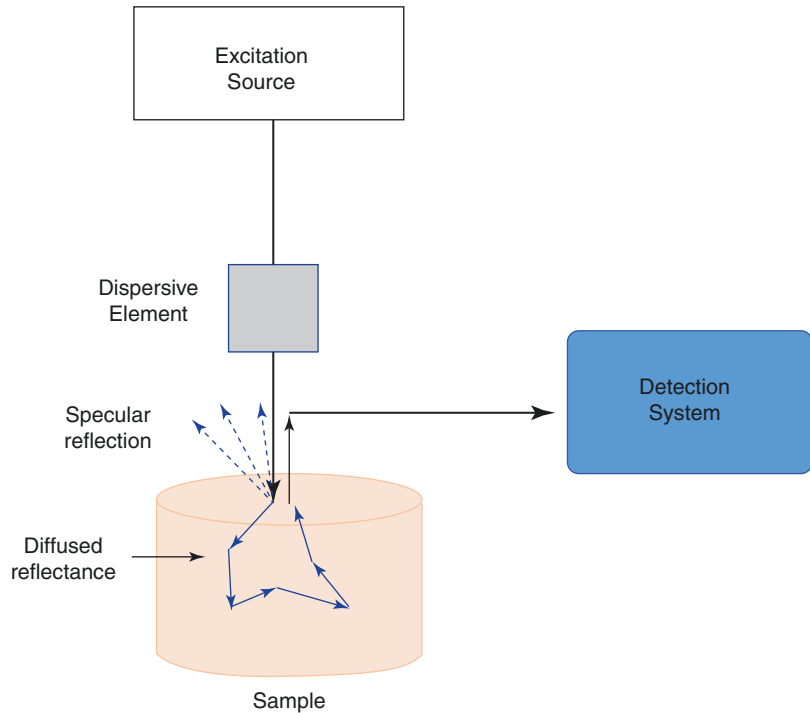 Excitation
Source
Dispersive
Element
Detection
System
Specular
reflection
Diffused
reflectance
Sample